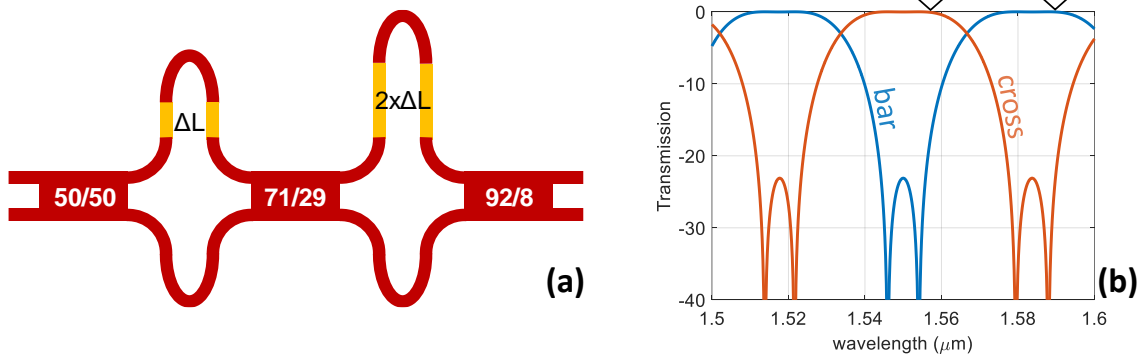 ΔL
2xΔL
50/50
71/29
92/8
(a)
0
-10
-20
-30
-40
Transmission
bar
cross
1.5
1.52
1.54
1.56
1.58
1.6
wavelength (μm)
(b)